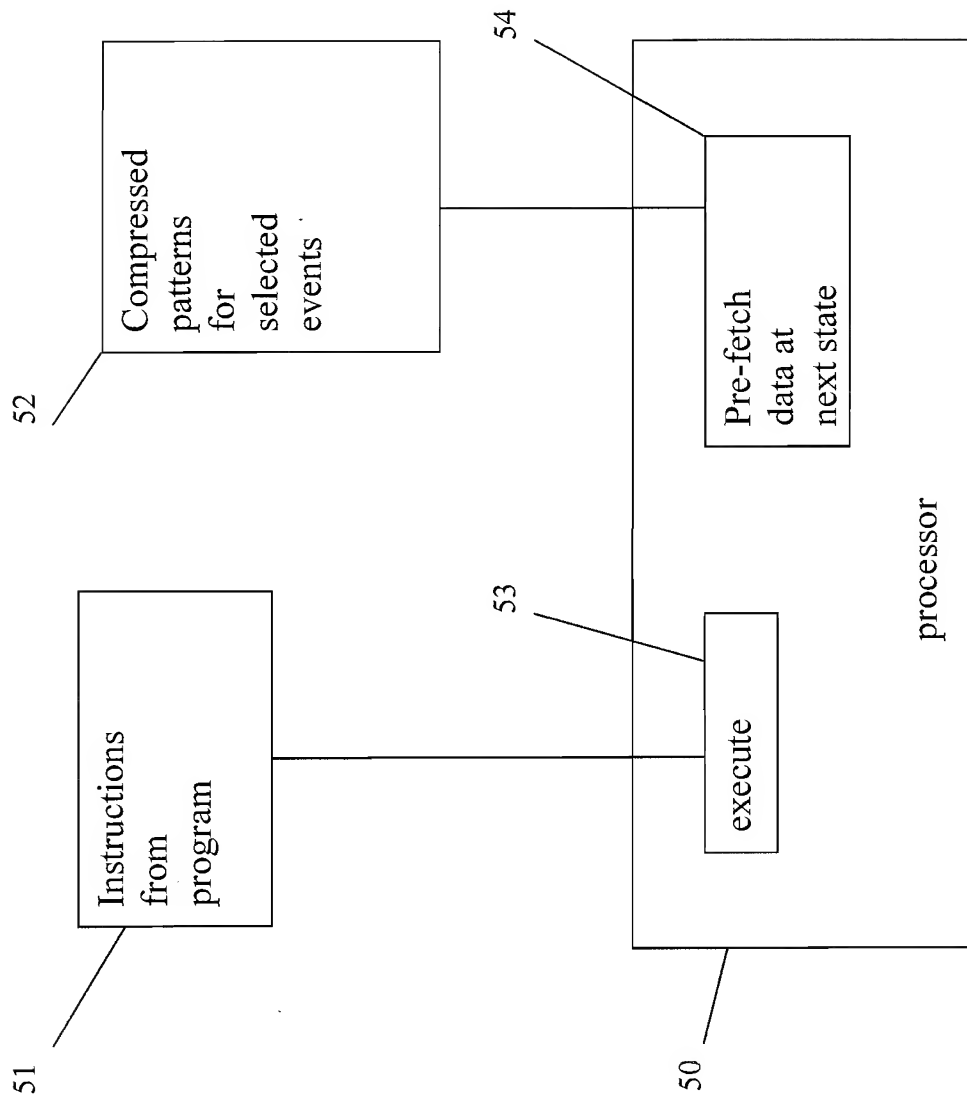 51
52
Instructions
from
program
Compressed
patterns
for
selected
events
53
54
50
execute
Pre-fetch
data at
next state
processor